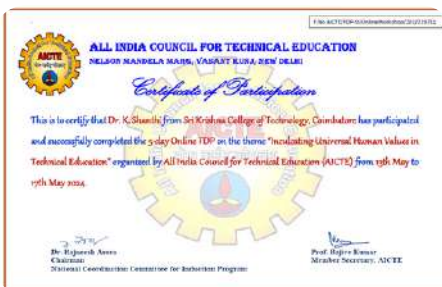 ALL INDIA COUNCIL FOR TECHNICAL EDUCATION
NELSON MANDELA MARG, VASANT KUNJ, NEW DELHI
AICTE
Certificate of Participation
This is to certify that Dr. K. Shanthi from Sri Krishna College of Technology, Coimbatore has participated
and successfully completed the 5-day Online FDP on the theme "Inculcating Universal Human Values in
Technical Education" organized by All India Council for Technical Education (AICTE) from 13th May to
17th May 2024.
Dr. Rajneesh Arora
Chairman
National Coordination Committee for Induction Program
Prof. Rajive Kumar
Member Secretary, AICTE